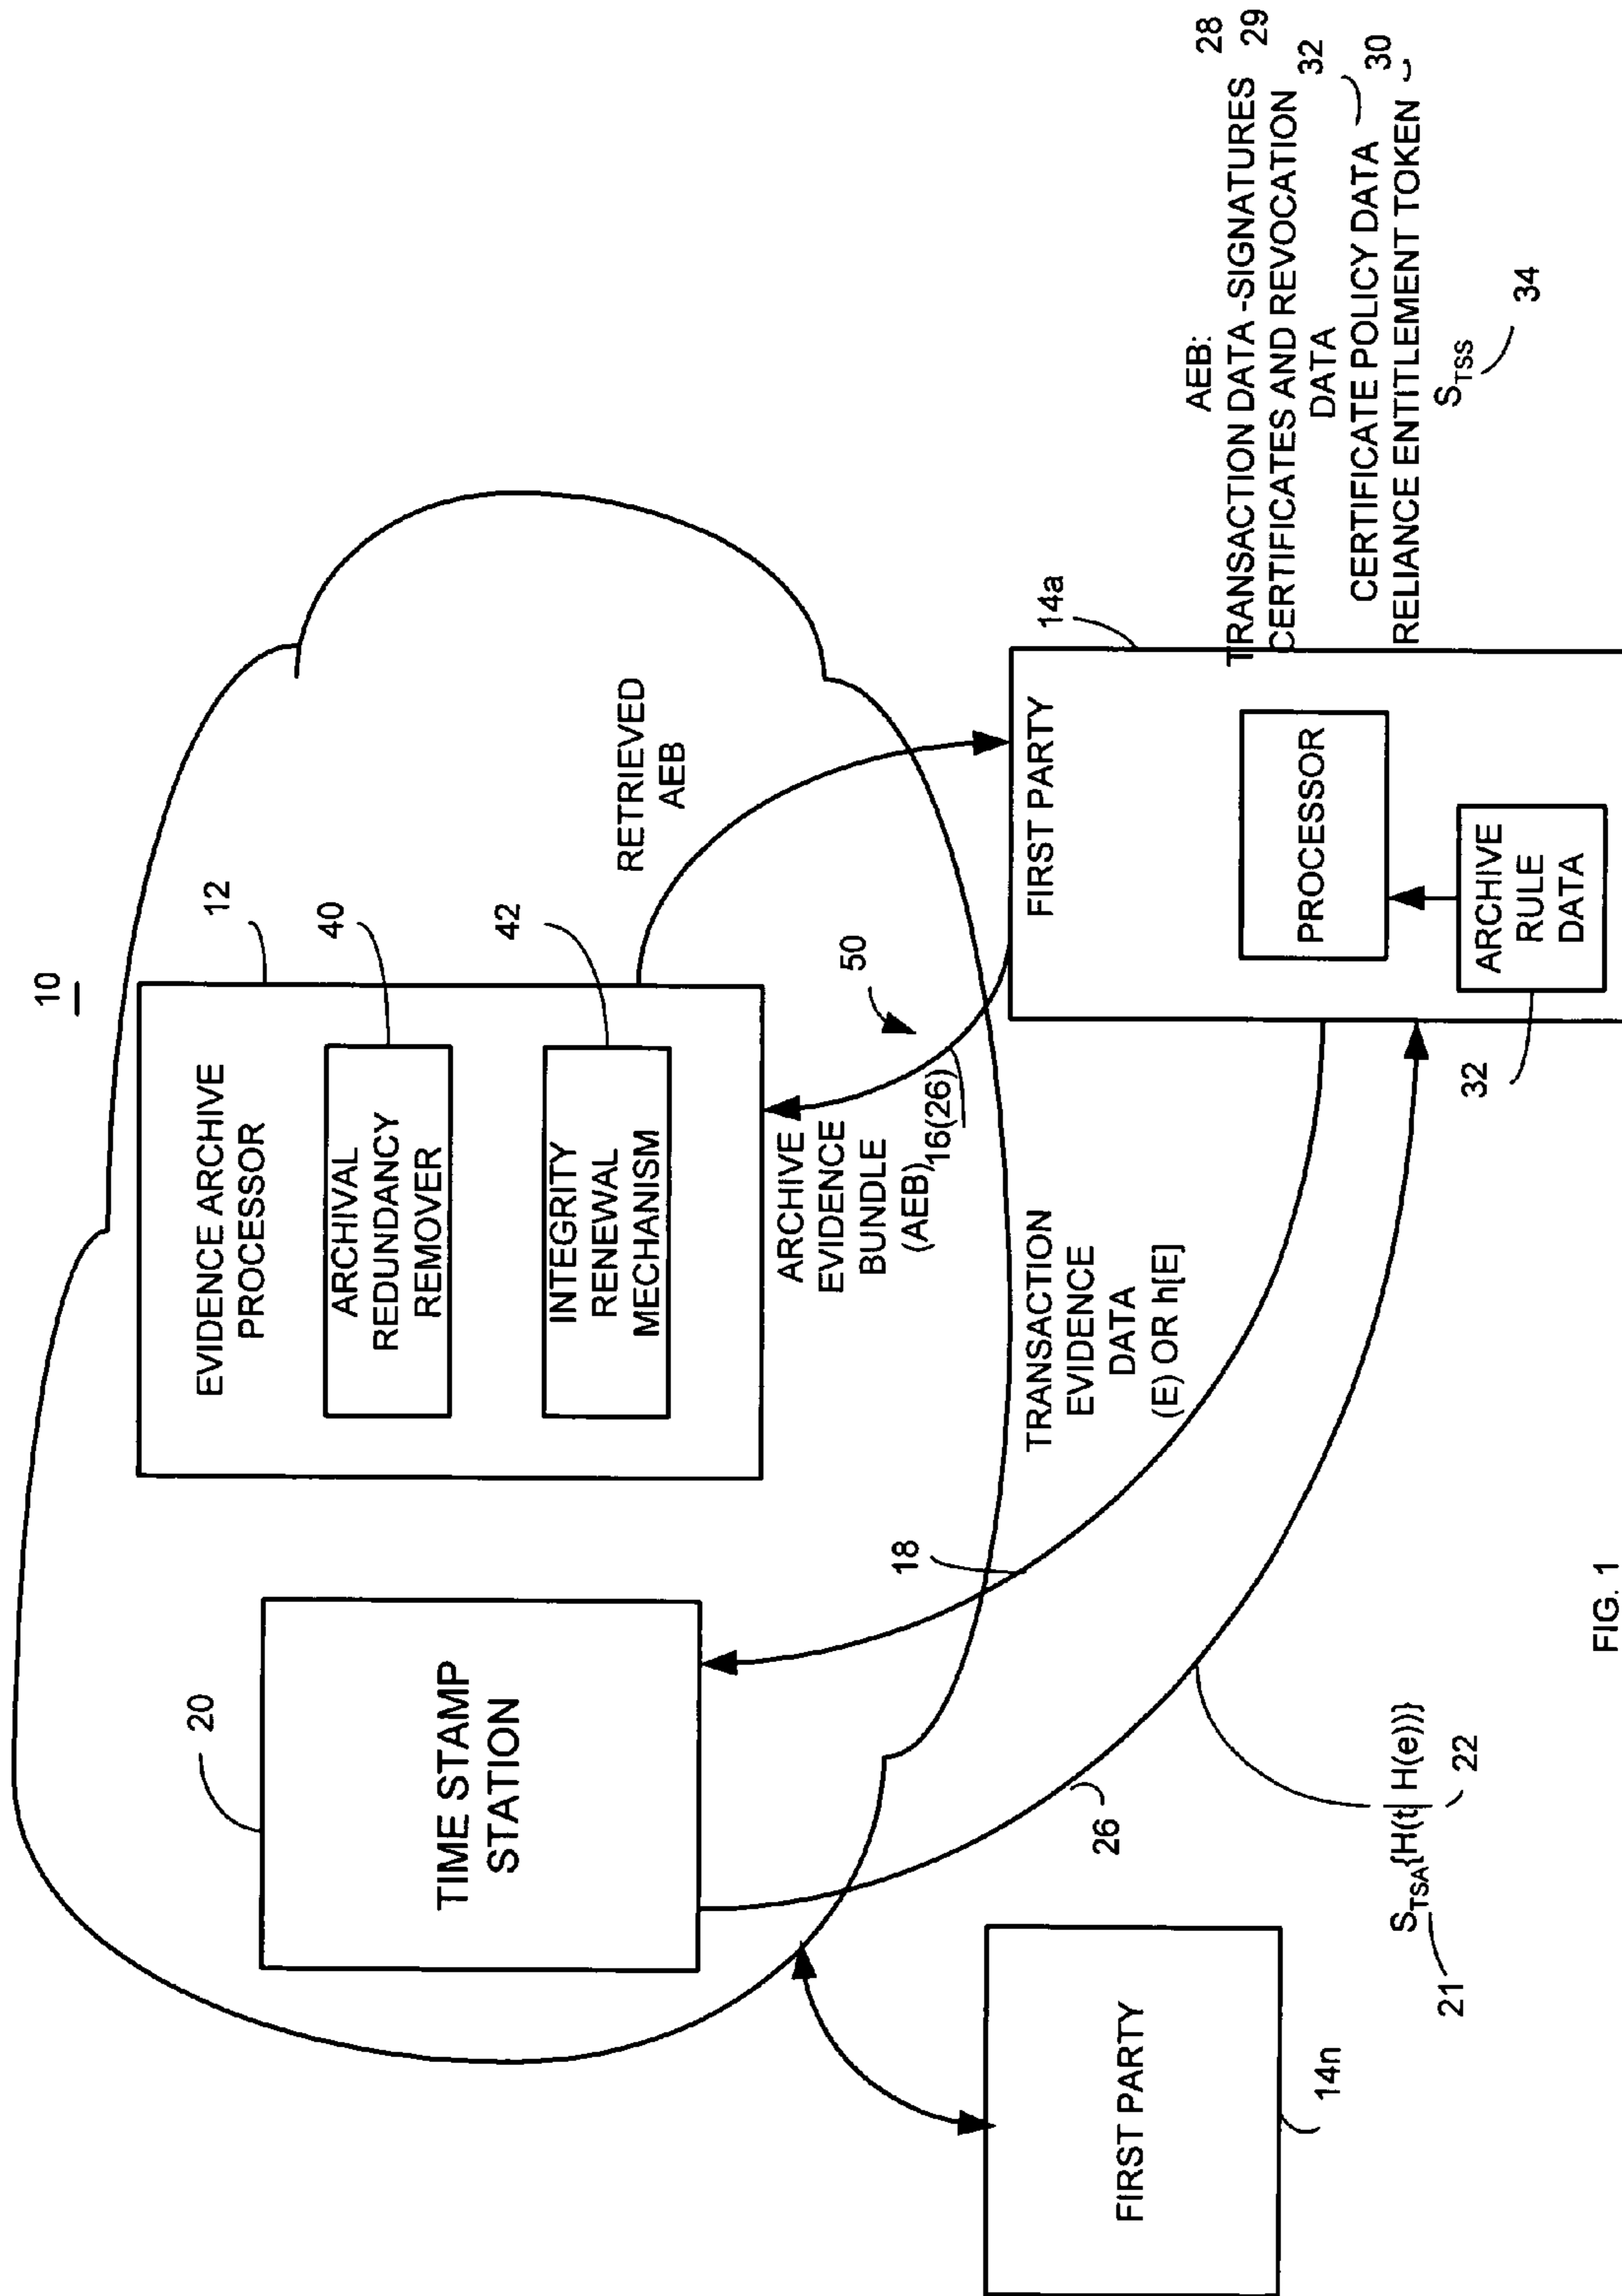 10
12
EVIDENCE ARCHIVE
PROCESSOR
40
ARCHIVAL
REDUNDANCY
REMOVER
42
INTEGRITY
RENEWAL
MECHANISM
20
TIME STAMP
STATION
RETRIEVED
AEB
50
16(26)
ARCHIVE
EVIDENCE
BUNDLE
(AEB)
TRANSACTION
EVIDENCE
DATA
(E) OR h[E]
18
26
14a
FIRST PARTY
PROCESSOR
ARCHIVE
RULE
DATA
32
AEB:
TRANSACTION DATA -SIGNATURES 28
CERTIFICATES AND REVOCATION 29
DATA 32
CERTIFICATE POLICY DATA 30
RELIANCE ENTITLEMENT TOKEN
STSS
34
FIRST PARTY
14n
STSA{H(t| H(e)))}
21
22
FIG. 1